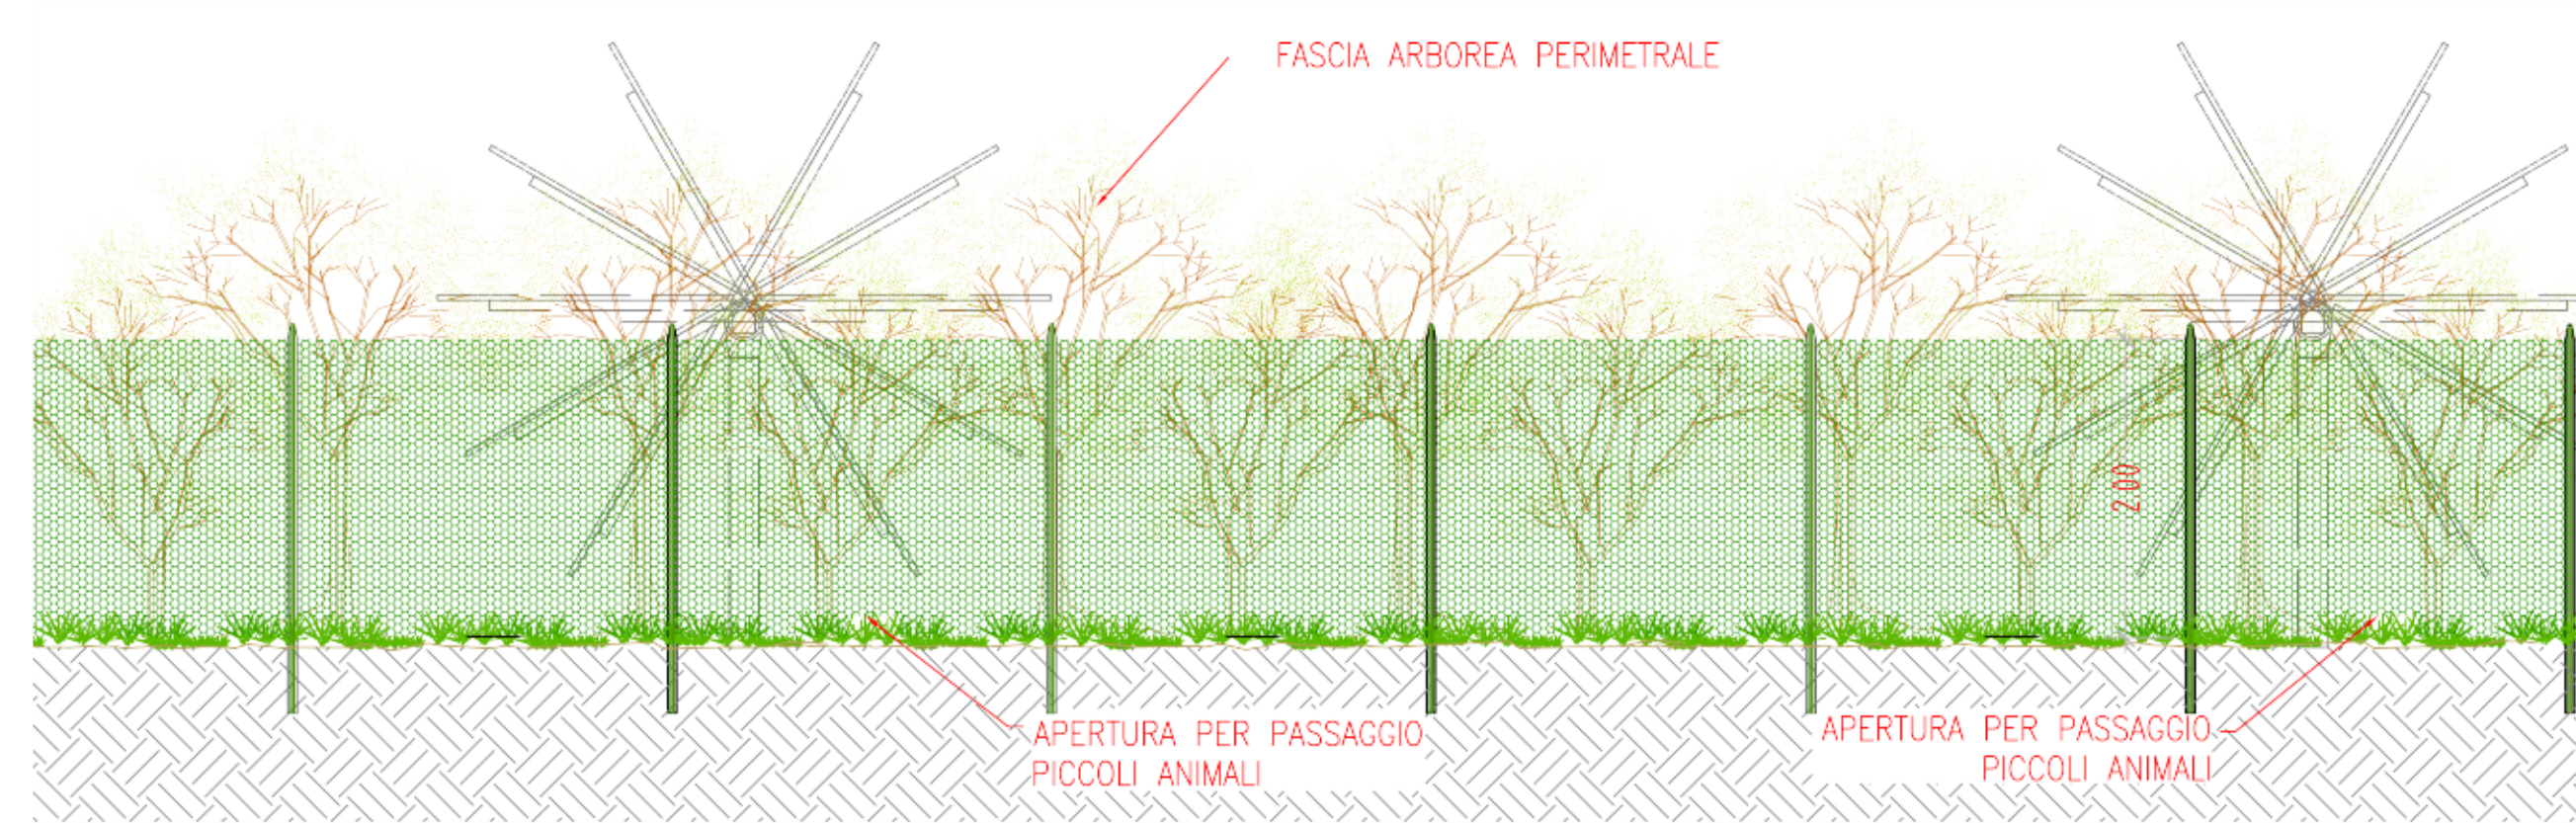 FASCIA ARBOREA PERIMETRALE
2.00
APERTURA PER PASSAGGIO
PICCOLI ANIMALI
APERTURA PER PASSAGGIO
PICCOLI ANIMALI